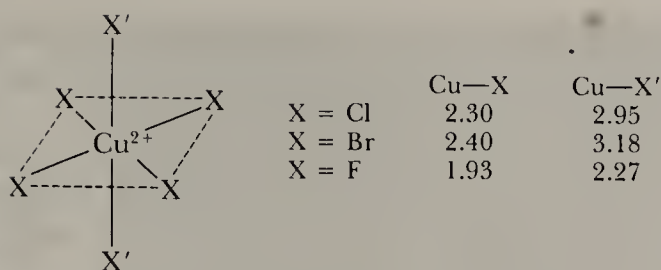 X′
Cu—X Cu—X′
X X X = Cl 2.30 2.95
Cu²⁺ X = Br 2.40 3.18
X X X = F 1.93 2.27
X′